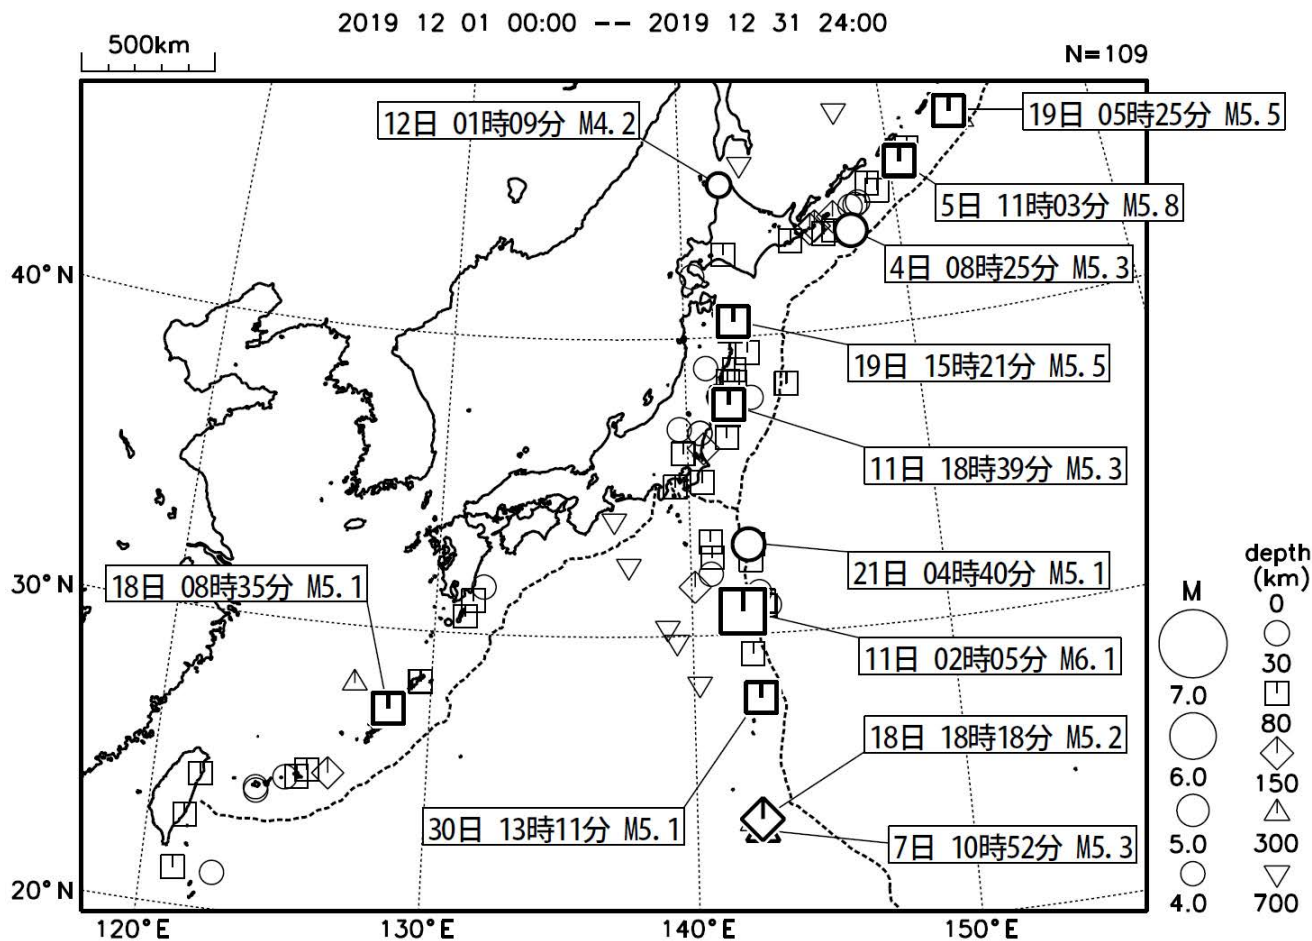 2019 12 01 00:00 -- 2019 12 31 24:00
500km
N=109
12日 01時09分 M4.2
19日 05時25分 M5.5
5日 11時03分 M5.8
4日 08時25分 M5.3
40°N
19日 15時21分 M5.5
11日 18時39分 M5.3
18日 08時35分 M5.1
21日 04時40分 M5.1
30°N
11日 02時05分 M6.1
18日 18時18分 M5.2
30日 13時11分 M5.1
7日 10時52分 M5.3
20°N
120°E
130°E
140°E
150°E
M
7.0
6.0
5.0
4.0
depth
(km)
0
30
80
150
300
700